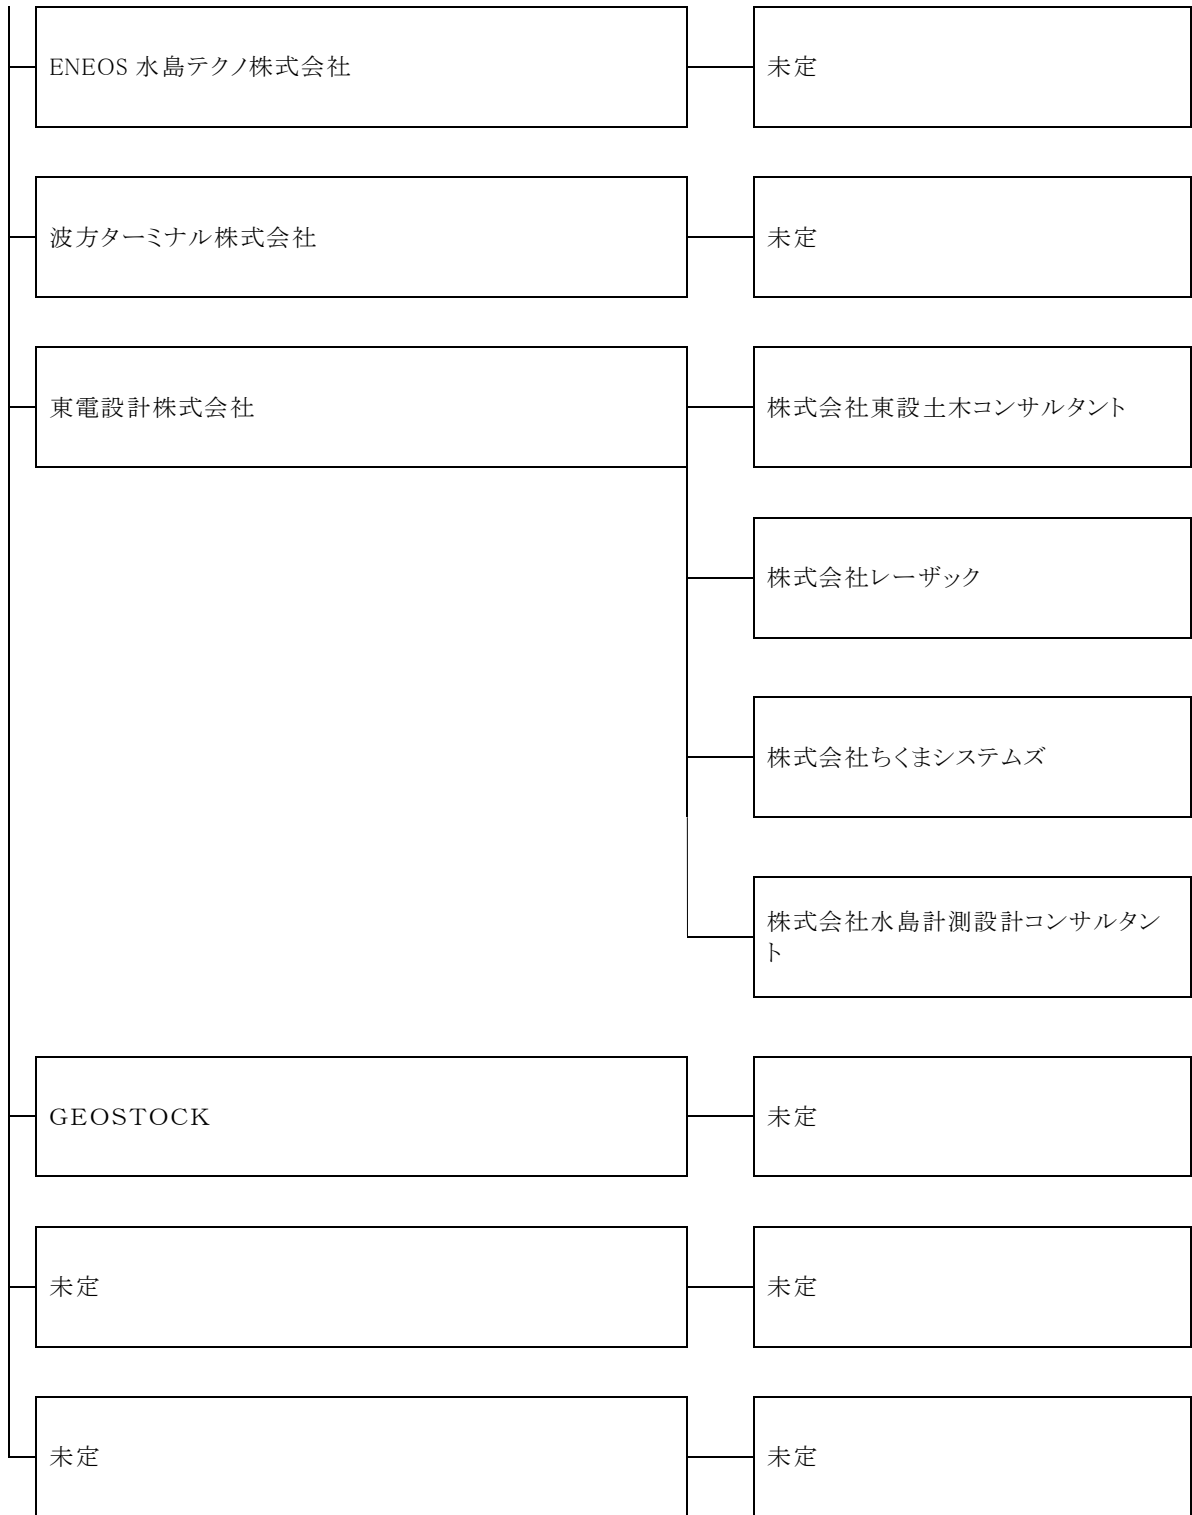 ENEOS 水島テクノ株式会社
未定
波方ターミナル株式会社
未定
東電設計株式会社
株式会社東設土木コンサルタント
株式会社レーザック
株式会社ちくまシステムズ
株式会社水島計測設計コンサルタン
ト
GEOSTOCK
未定
未定
未定
未定
未定